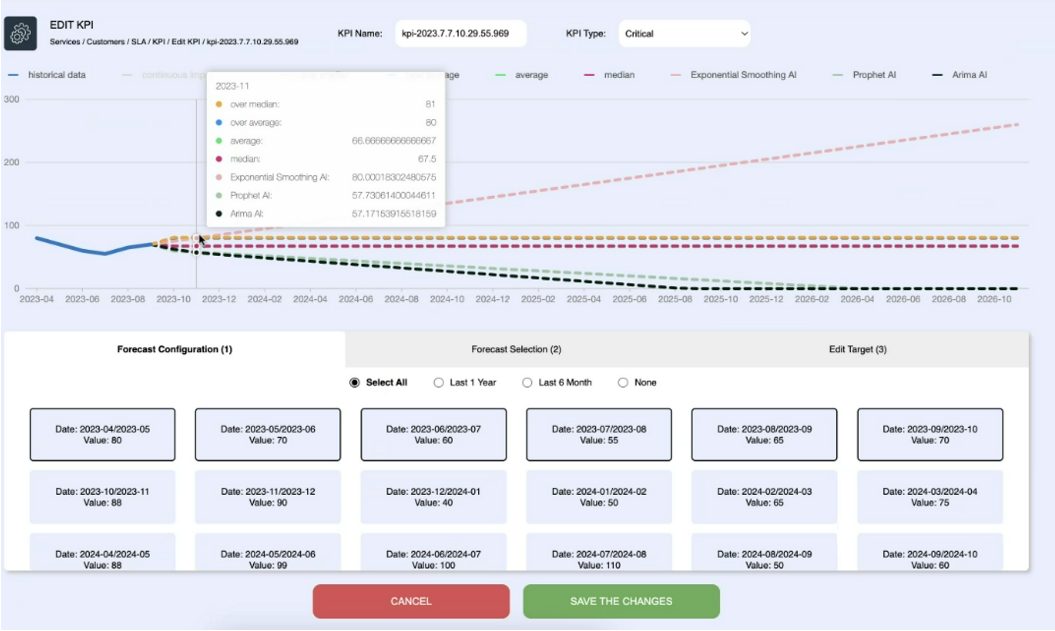 EDIT KPI
Services / Customers / SLA / KPI / Edit KPI / kpi-2023.7.7.10.29.55.969
KPI Name: kpi-2023.7.7.10.29.55.969 KPI Type: Critical
historical data continuous average median Exponential Smoothing AI Prophet AI Arima AI
2023-11
over median: 81
over average: 80
average: 66.66666666666667
median: 67.5
Exponential Smoothing AI: 80.00018302480575
Prophet AI: 57.73061400044611
Arima AI: 57.17153915518159
300
200
100
0
2023-04 2023-06 2023-08 2023-10 2023-12 2024-02 2024-04 2024-06 2024-08 2024-10 2024-12 2025-02 2025-04 2025-06 2025-08 2025-10 2025-12 2026-02 2026-04 2026-06 2026-08 2026-10
Forecast Configuration (1) Forecast Selection (2) Edit Target (3)
Select All Last 1 Year Last 6 Month None
Date: 2023-04/2023-05 Date: 2023-05/2023-06 Date: 2023-06/2023-07 Date: 2023-07/2023-08 Date: 2023-08/2023-09 Date: 2023-09/2023-10
Value: 80 Value: 70 Value: 60 Value: 55 Value: 65 Value: 70
Date: 2023-10/2023-11 Date: 2023-11/2023-12 Date: 2023-12/2024-01 Date: 2024-01/2024-02 Date: 2024-02/2024-03 Date: 2024-03/2024-04
Value: 88 Value: 90 Value: 40 Value: 50 Value: 65 Value: 75
Date: 2024-04/2024-05 Date: 2024-05/2024-06 Date: 2024-06/2024-07 Date: 2024-07/2024-08 Date: 2024-08/2024-09 Date: 2024-09/2024-10
Value: 88 Value: 99 Value: 100 Value: 110 Value: 50 Value: 60
CANCEL SAVE THE CHANGES